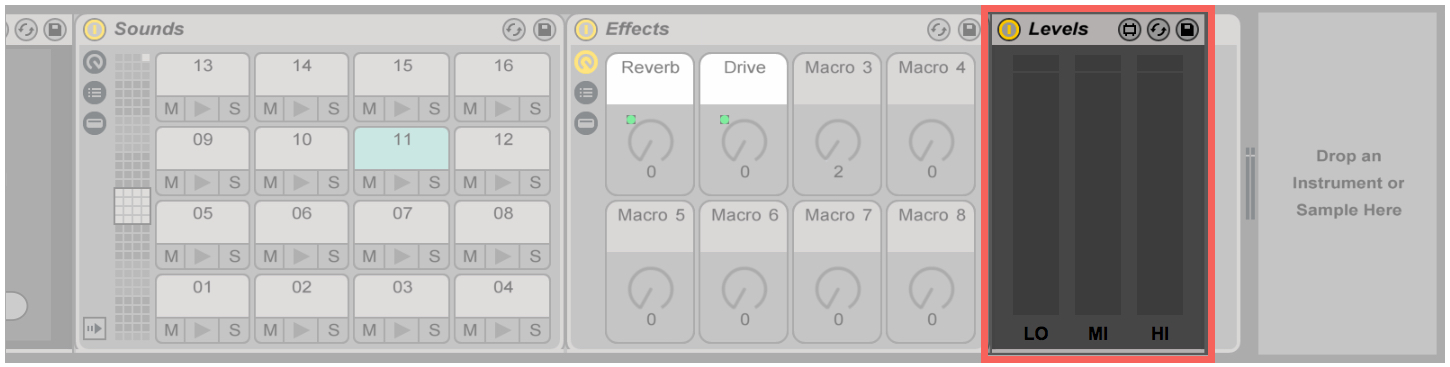 Sounds
13 14 15 16
M S M S M S M S
09 10 11 12
M S M S M S M S
05 06 07 08
M S M S M S M S
01 02 03 04
M S M S M S M S
Effects
Reverb Drive Macro 3 Macro 4
0 0 2 0
Macro 5 Macro 6 Macro 7 Macro 8
0 0 0 0
Levels
LO MI HI
Drop an
Instrument or
Sample Here